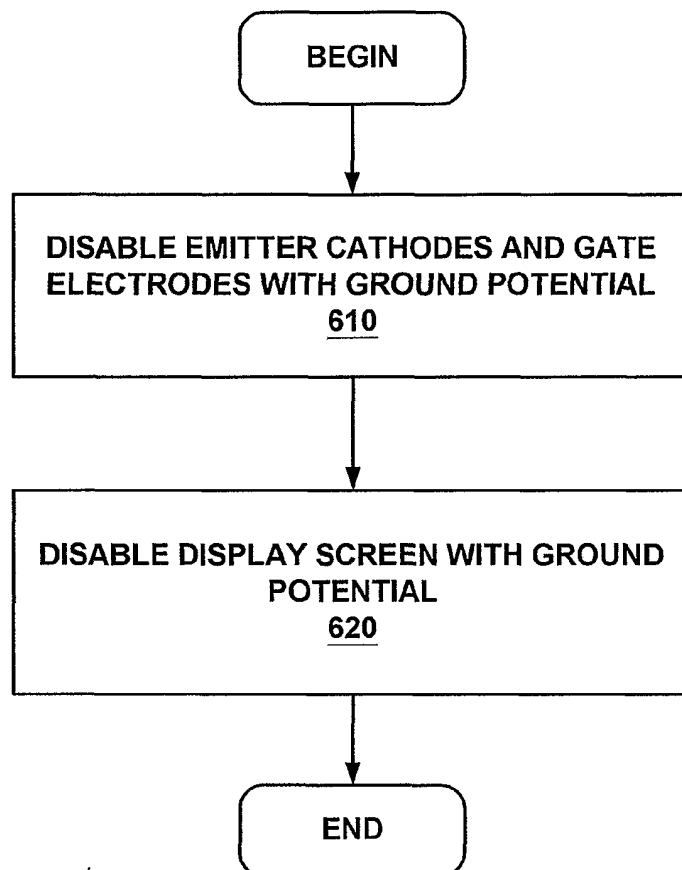 BEGIN
DISABLE EMITTER CATHODES AND GATE
ELECTRODES WITH GROUND POTENTIAL
610
DISABLE DISPLAY SCREEN WITH GROUND
POTENTIAL
620
END